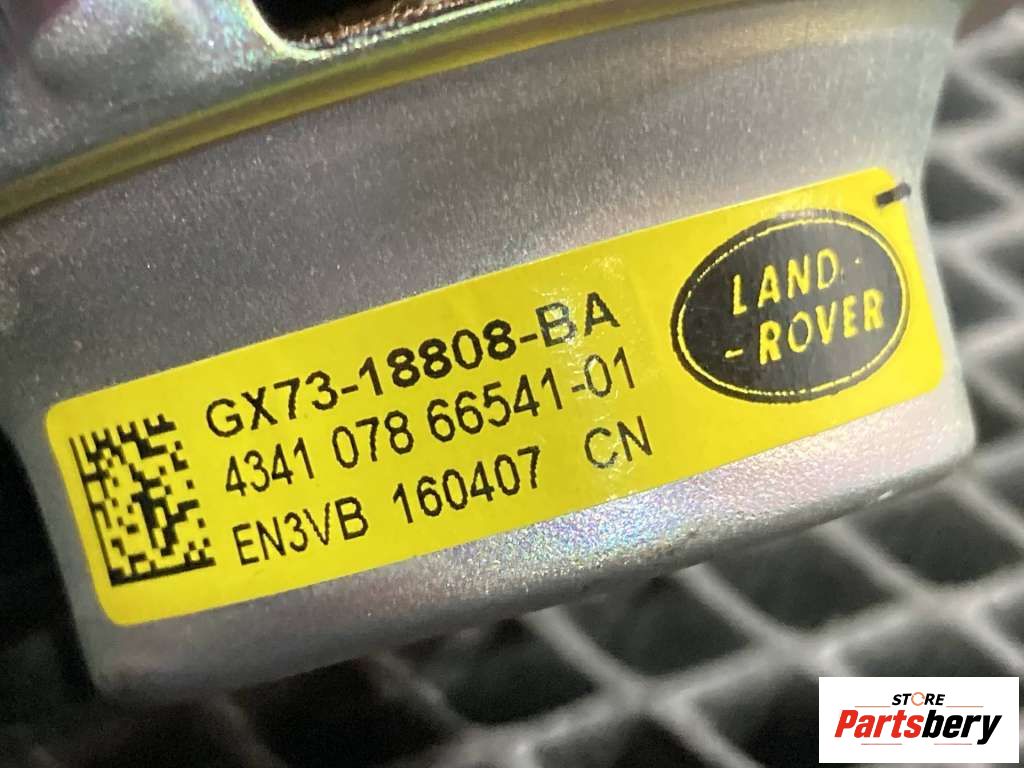 LAND
-ROVER
GX73-18808-BA
4341 078 66541-01
EN3VB 160407 CN
STORE
Partsbery